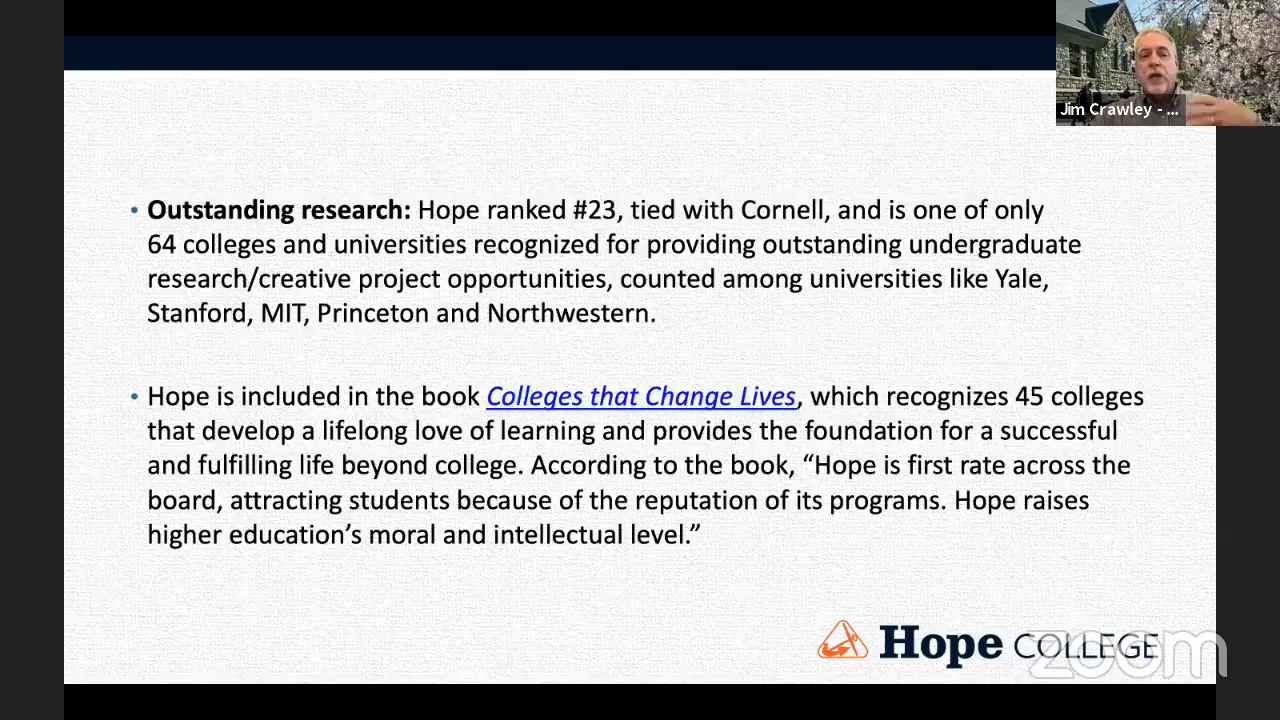 Jim Crawley - ...
• Outstanding research: Hope ranked #23, tied with Cornell, and is one of only
64 colleges and universities recognized for providing outstanding undergraduate
research/creative project opportunities, counted among universities like Yale,
Stanford, MIT, Princeton and Northwestern.
• Hope is included in the book Colleges that Change Lives, which recognizes 45 colleges
that develop a lifelong love of learning and provides the foundation for a successful
and fulfilling life beyond college. According to the book, “Hope is first rate across the
board, attracting students because of the reputation of its programs. Hope raises
higher education’s moral and intellectual level.”
Hope COLLEGE
zoom